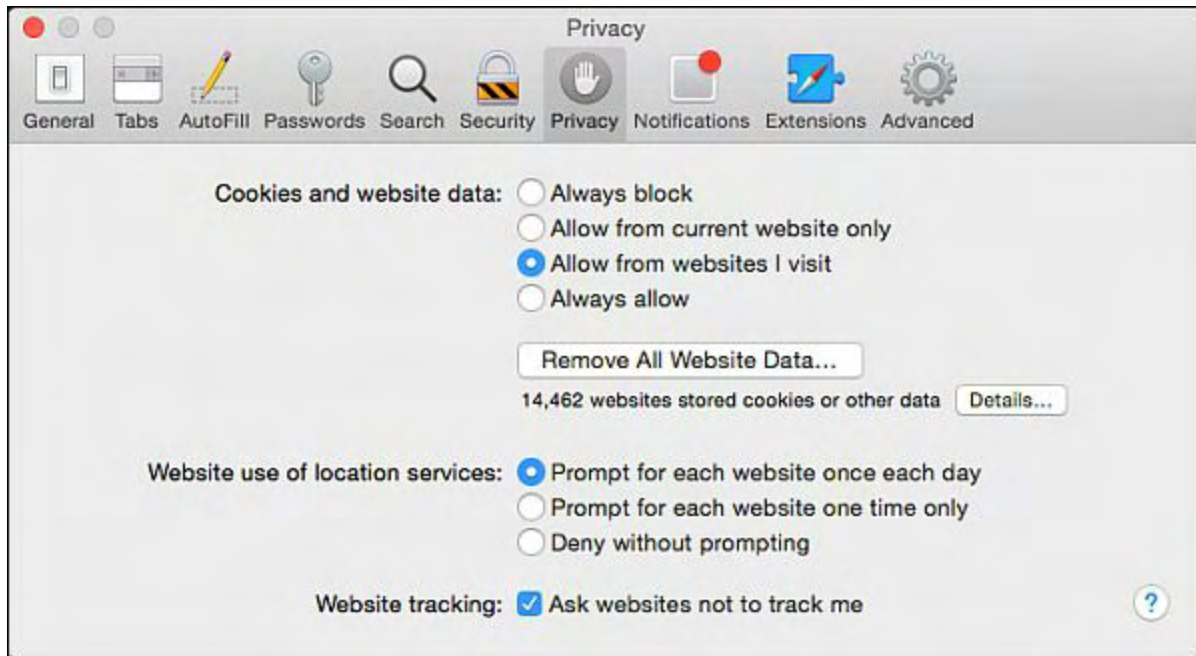 Privacy
General Tabs AutoFill Passwords Search Security Privacy Notifications Extensions Advanced
Cookies and website data: Always block
Allow from current website only
Allow from websites I visit
Always allow
Remove All Website Data...
14,462 websites stored cookies or other data Details...
Website use of location services: Prompt for each website once each day
Prompt for each website one time only
Deny without prompting
Website tracking: Ask websites not to track me ?